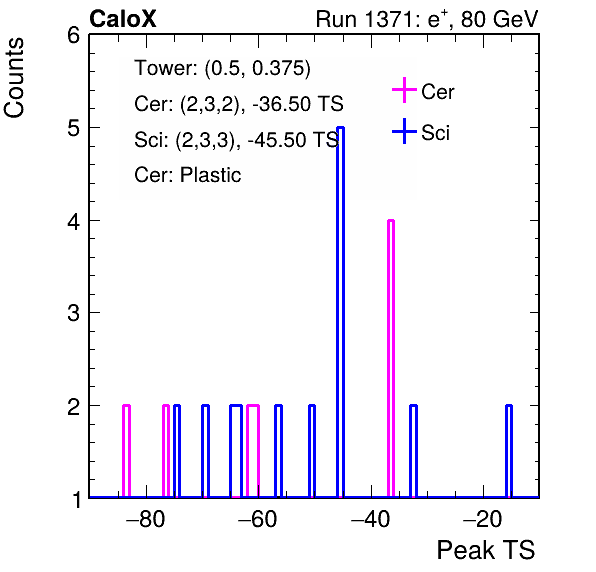 CaloX Run 1371: e⁺, 80 GeV
Counts
6
5
4
3
2
1
Tower: (0.5, 0.375)
Cer: (2,3,2), -36.50 TS
Sci: (2,3,3), -45.50 TS
Cer: Plastic
Cer
Sci
−80 −60 −40 −20
Peak TS